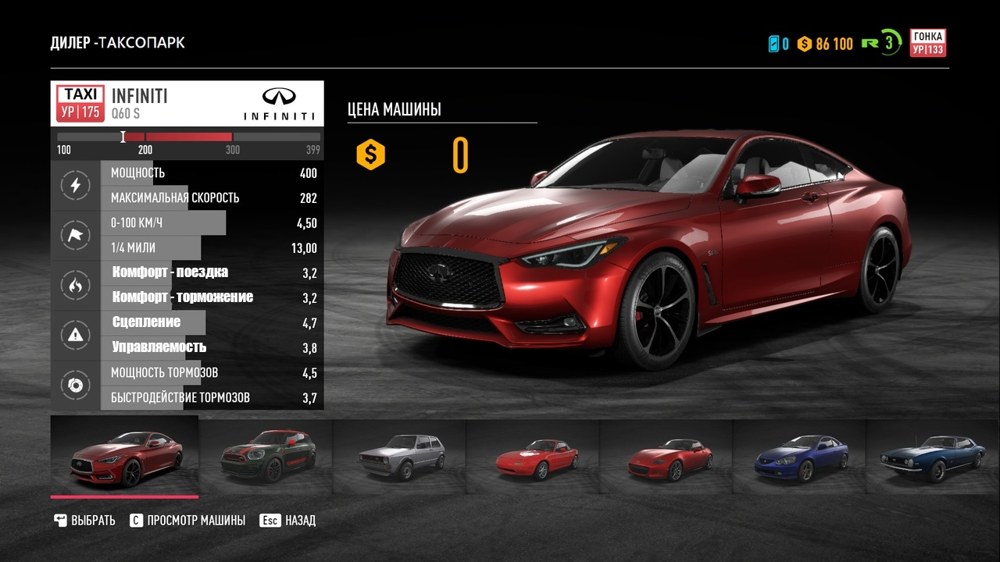 ДИЛЕР -ТАКСОПАРК
0 86 100 R 3 ГОНКА
УР|133
TAXI INFINITI
УР|175 Q60 S INFINITI
100 200 300 399
МОЩНОСТЬ 400
МАКСИМАЛЬНАЯ СКОРОСТЬ 282
0-100 КМ/Ч 4,50
1/4 МИЛИ 13,00
Комфорт - поездка 3,2
Комфорт - торможение 3,2
Сцепление 4,7
Управляемость 3,8
МОЩНОСТЬ ТОРМОЗОВ 4,5
БЫСТРОДЕЙСТВИЕ ТОРМОЗОВ 3,7
ЦЕНА МАШИНЫ
$ 0
ВЫБРАТЬ C ПРОСМОТР МАШИНЫ Esc НАЗАД